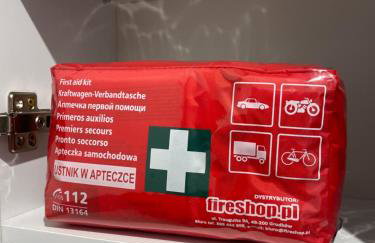 First aid kit
Kraftwagen-Verbandtasche
Аптечка первой помощи
Primeros auxilios
Premiers secours
Pronto soccorso
Apteczka samochodowa
USTNIK W APTECZCE
112
DIN 13164
DYSTRYBUTOR:
fireshop.pl